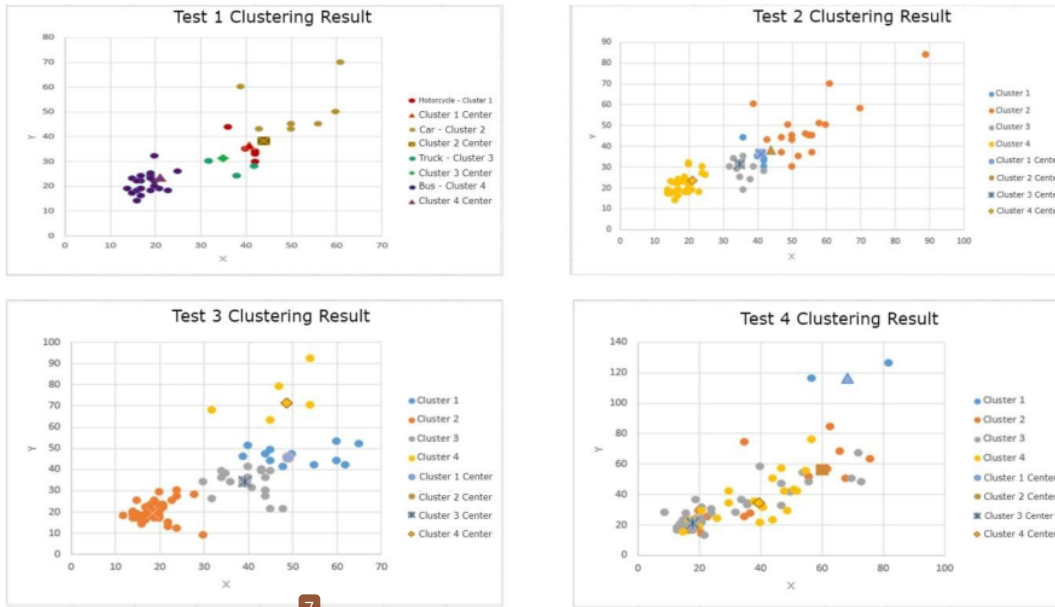 Test 1 Clustering Result
80
70
60
50
40
30
20
10
0
Y
0 10 20 30 40 50 60 70
X
Motorcycle - Cluster 1
Cluster 1 Center
Car - Cluster 2
Cluster 2 Center
Truck - Cluster 3
Cluster 3 Center
Bus - Cluster 4
Cluster 4 Center
Test 2 Clustering Result
90
80
70
60
50
40
30
20
10
0
Y
0 10 20 30 40 50 60 70 80 90 100
X
Cluster 1
Cluster 2
Cluster 3
Cluster 4
Cluster 1 Center
Cluster 2 Center
Cluster 3 Center
Cluster 4 Center
Test 3 Clustering Result
100
90
80
70
60
50
40
30
20
10
0
Y
0 10 20 30 40 50 60 70
X
Cluster 1
Cluster 2
Cluster 3
Cluster 4
Cluster 1 Center
Cluster 2 Center
Cluster 3 Center
Cluster 4 Center
Test 4 Clustering Result
140
120
100
80
60
40
20
0
Y
0 20 40 60 80 100
X
Cluster 1
Cluster 2
Cluster 3
Cluster 4
Cluster 1 Center
Cluster 2 Center
Cluster 3 Center
Cluster 4 Center
7